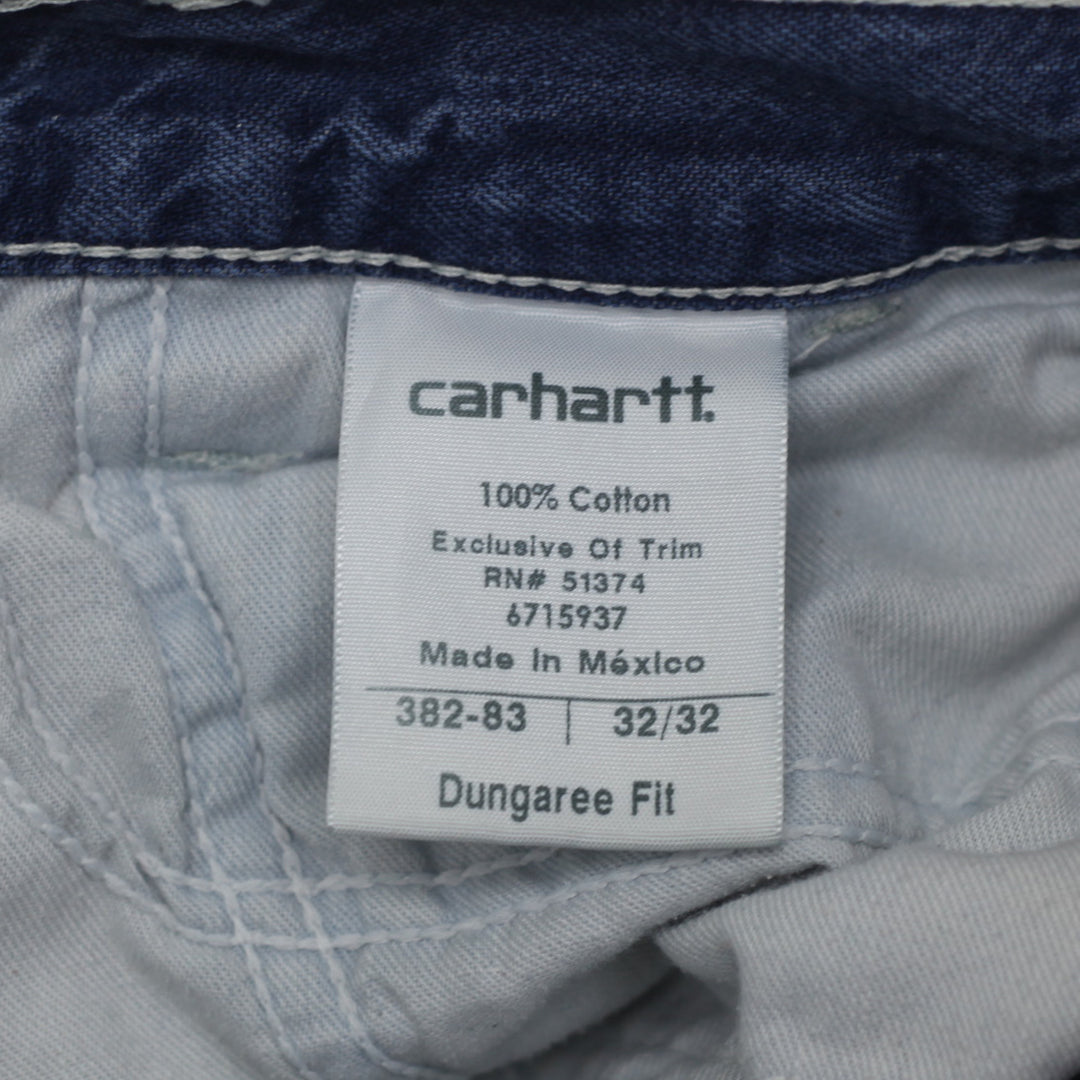 carhartt.
100% Cotton
Exclusive Of Trim
RN# 51374
6715937
Made In México
382-83 | 32/32
Dungaree Fit